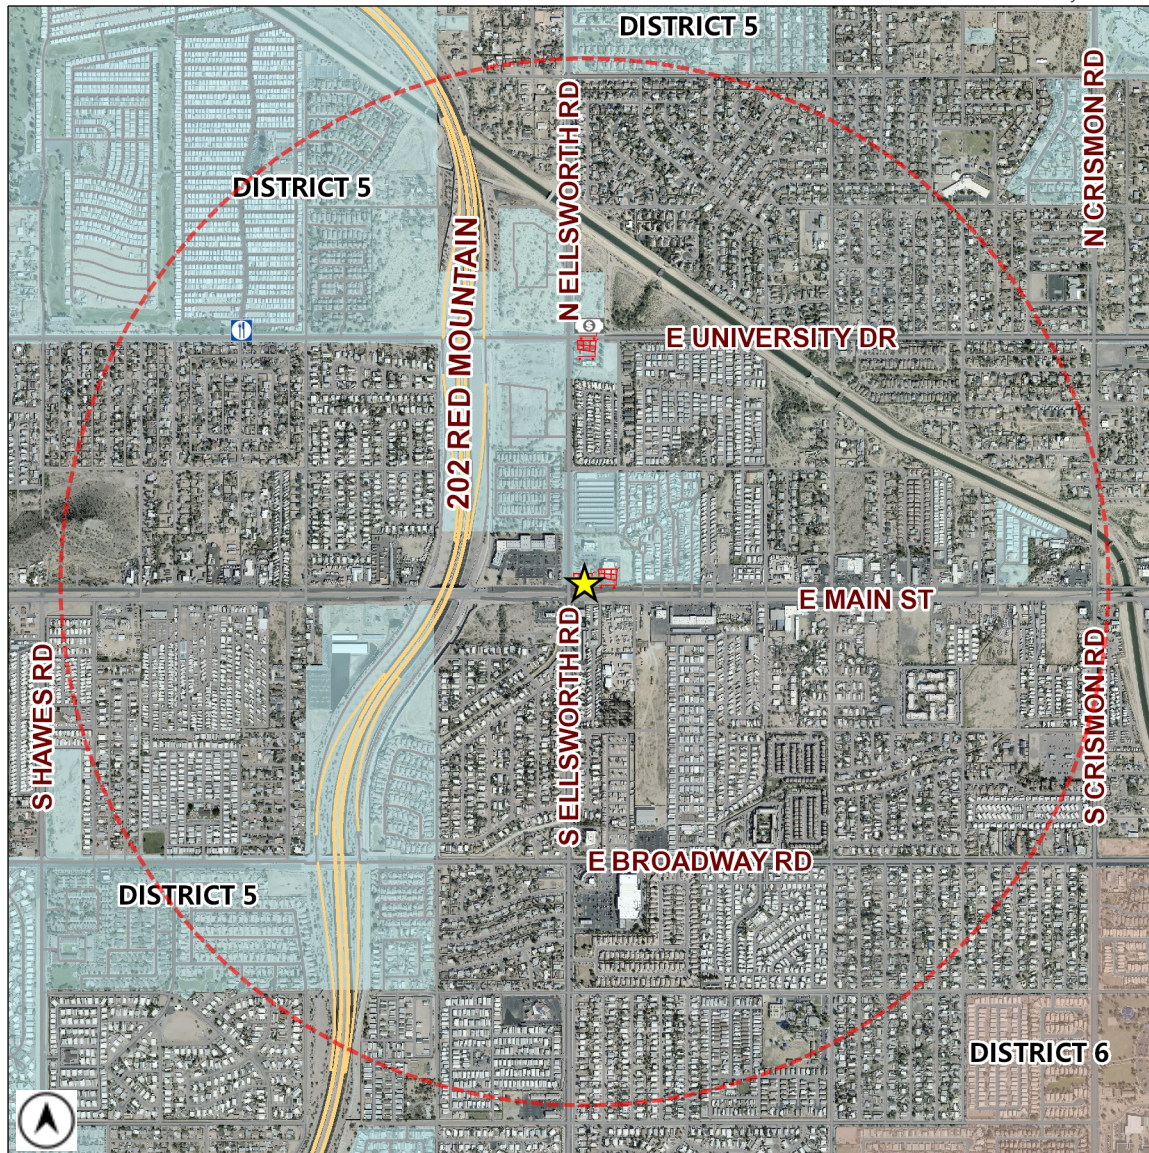 DISTRICT 5
N ELLSWORTH RD
N CRISMON RD
DISTRICT 5
202 RED MOUNTAIN
$
E UNIVERSITY DR
E MAIN ST
S HAWES RD
S ELLSWORTH RD
S CRISMON RD
E BROADWAY RD
DISTRICT 5
DISTRICT 6